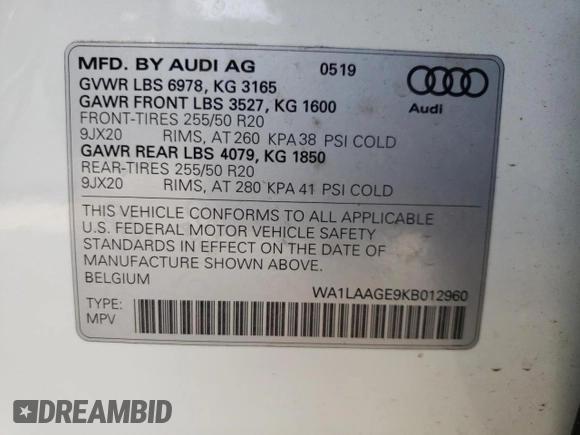 MFD. BY AUDI AG 0519
GVWR LBS 6978, KG 3165
GAWR FRONT LBS 3527, KG 1600
FRONT-TIRES 255/50 R20
9JX20 RIMS, AT 260 KPA 38 PSI COLD
GAWR REAR LBS 4079, KG 1850
REAR-TIRES 255/50 R20
9JX20 RIMS, AT 280 KPA 41 PSI COLD
Audi
THIS VEHICLE CONFORMS TO ALL APPLICABLE
U.S. FEDERAL MOTOR VEHICLE SAFETY
STANDARDS IN EFFECT ON THE DATE OF
MANUFACTURE SHOWN ABOVE.
BELGIUM
WA1LAAGE9KB012960
TYPE:
MPV
DREAMBID